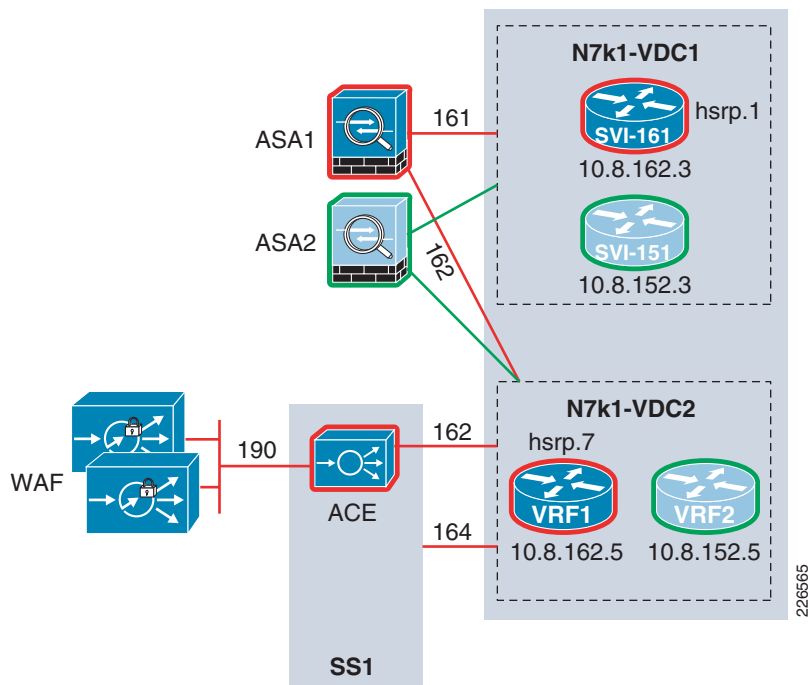 N7k1-VDC1
ASA1
161
SVI-161
hsrp.1
10.8.162.3
ASA2
162
SVI-151
10.8.152.3
N7k1-VDC2
WAF
190
ACE
162
164
hsrp.7
VRF1
10.8.162.5
VRF2
10.8.152.5
SS1
226565